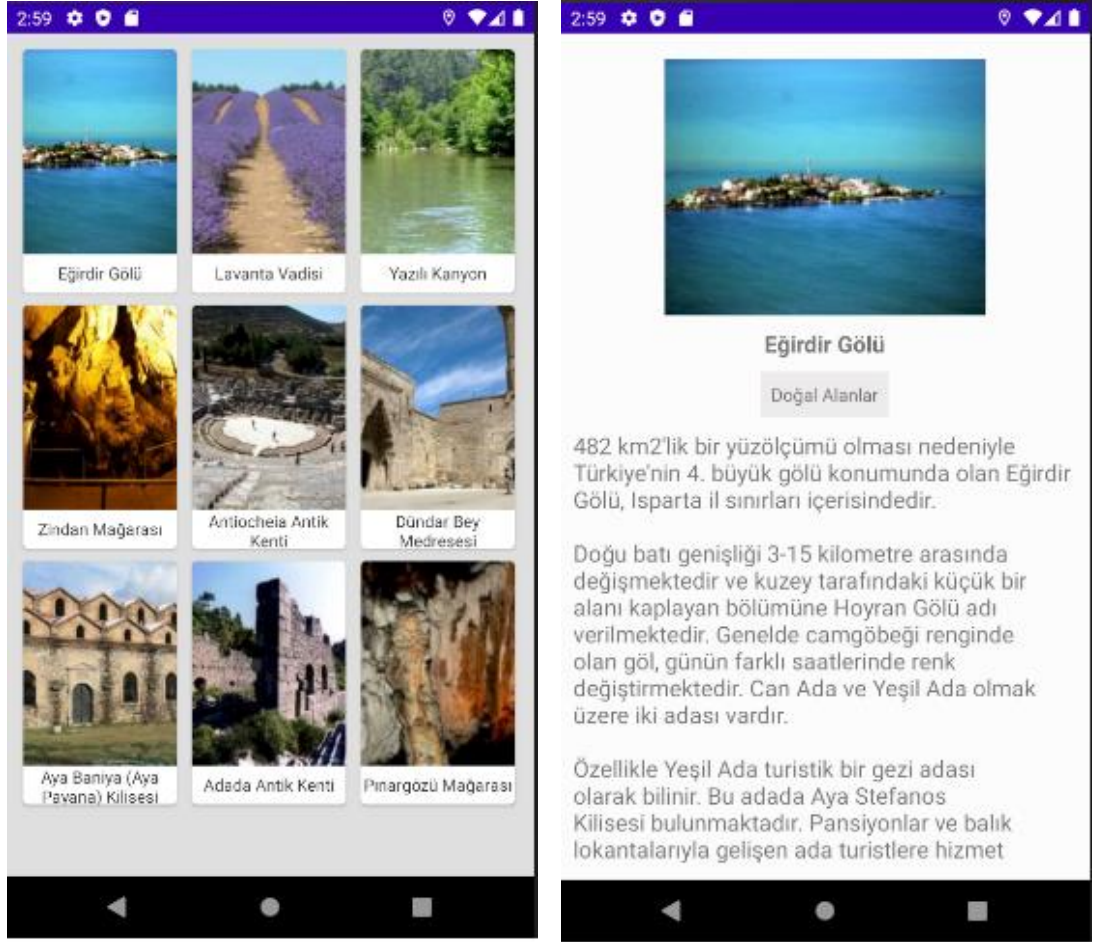 2:59
Eğirdir Gölü
Lavanta Vadisi
Yazılı Kanyon
Zindan Mağarası
Antiocheia Antik
Kenti
Dündar Bey
Medresesi
Aya Baniya (Aya
Payana) Kilisesi
Adada Antik Kenti
Pınargözü Mağarası
2:59
Eğirdir Gölü
Doğal Alanlar
482 km2'lik bir yüzölçümü olması nedeniyle
Türkiye'nin 4. büyük gölü konumunda olan Eğirdir
Gölü, Isparta il sınırları içerisindedir.
Doğu batı genişliği 3-15 kilometre arasında
değişmektedir ve kuzey tarafındaki küçük bir
alanı kaplayan bölümüne Hoyran Gölü adı
verilmektedir. Genelde camgöbeği renginde
olan göl, günün farklı saatlerinde renk
değiştirmektedir. Can Ada ve Yeşil Ada olmak
üzere iki adası vardır.
Özellikle Yeşil Ada turistik bir gezi adası
olarak bilinir. Bu adada Aya Stefanos
Kilisesi bulunmaktadır. Pansiyonlar ve balık
lokantalarıyla gelişen ada turistlere hizmet